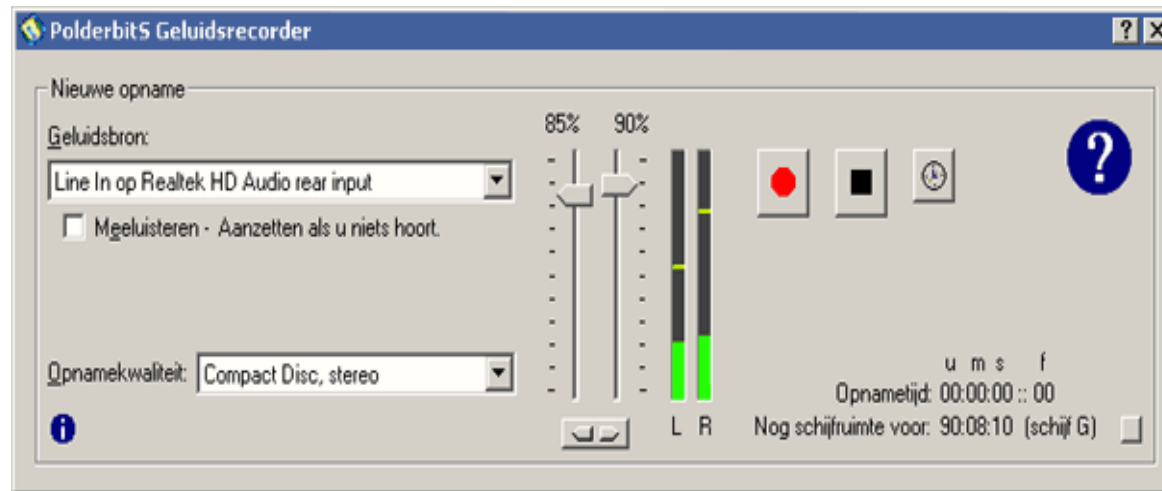 PolderbitS Geluidsrecorder
Nieuwe opname
Geluidsbron:
85% 90%
Line In op Realtek HD Audio rear input
Meeluisteren - Aanzetten als u niets hoort.
Opnamekwaliteit: Compact Disc, stereo
u m s f
Opnametijd: 00:00:00 :: 00
L R
Nog schijfruimte voor: 90:08:10 (schijf G)